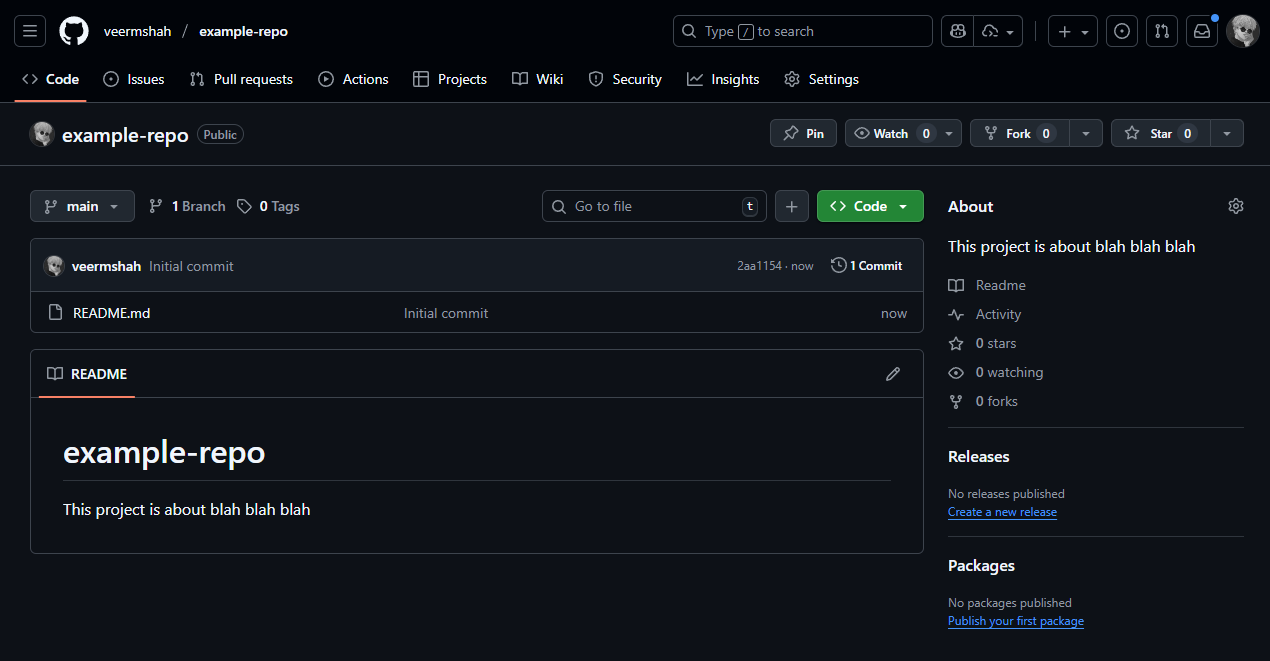 veermshah / example-repo
Type / to search
Code Issues Pull requests Actions Projects Wiki Security Insights Settings
example-repo Public
Pin Watch 0 Fork 0 Star 0
main 1 Branch 0 Tags
Go to file t + Code
veermshah Initial commit 2aa1154 · now 1 Commit
README.md Initial commit now
README
example-repo
This project is about blah blah blah
About
This project is about blah blah blah
Readme
Activity
0 stars
0 watching
0 forks
Releases
No releases published
Create a new release
Packages
No packages published
Publish your first package